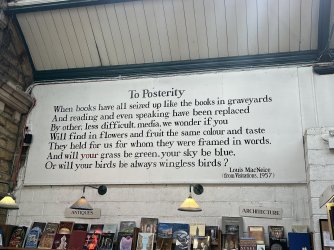 To Posterity
When books have all seized up like the books in graveyards
And reading and even speaking have been replaced
By other, less difficult, media, we wonder if you
Will find in flowers and fruit the same colour and taste
They held for us for whom they were framed in words,
And will your grass be green, your sky be blue,
Or will your birds be always wingless birds?
Louis MacNeice
(from Visitations, 1957)
ANTIQUES
ARCHITECTURE